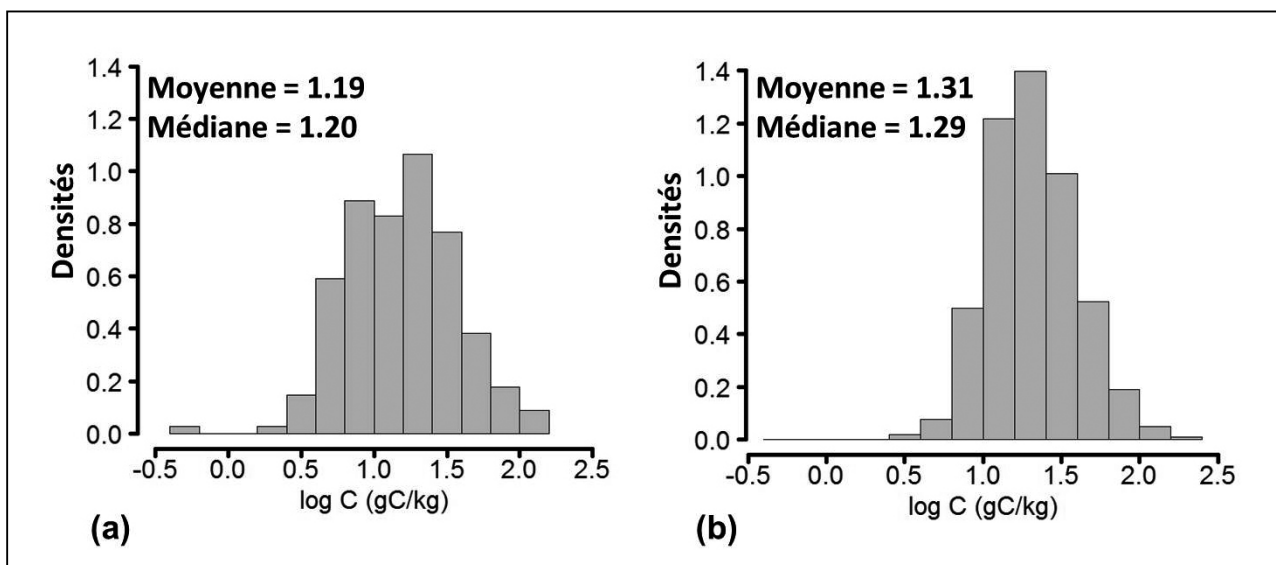 Moyenne = 1.19
Médiane = 1.20
Densités
1.4
1.2
1.0
0.8
0.6
0.4
0.2
0.0
-0.5 0.0 0.5 1.0 1.5 2.0 2.5
log C (gC/kg)
(a)
Moyenne = 1.31
Médiane = 1.29
Densités
1.4
1.2
1.0
0.8
0.6
0.4
0.2
0.0
-0.5 0.0 0.5 1.0 1.5 2.0 2.5
log C (gC/kg)
(b)